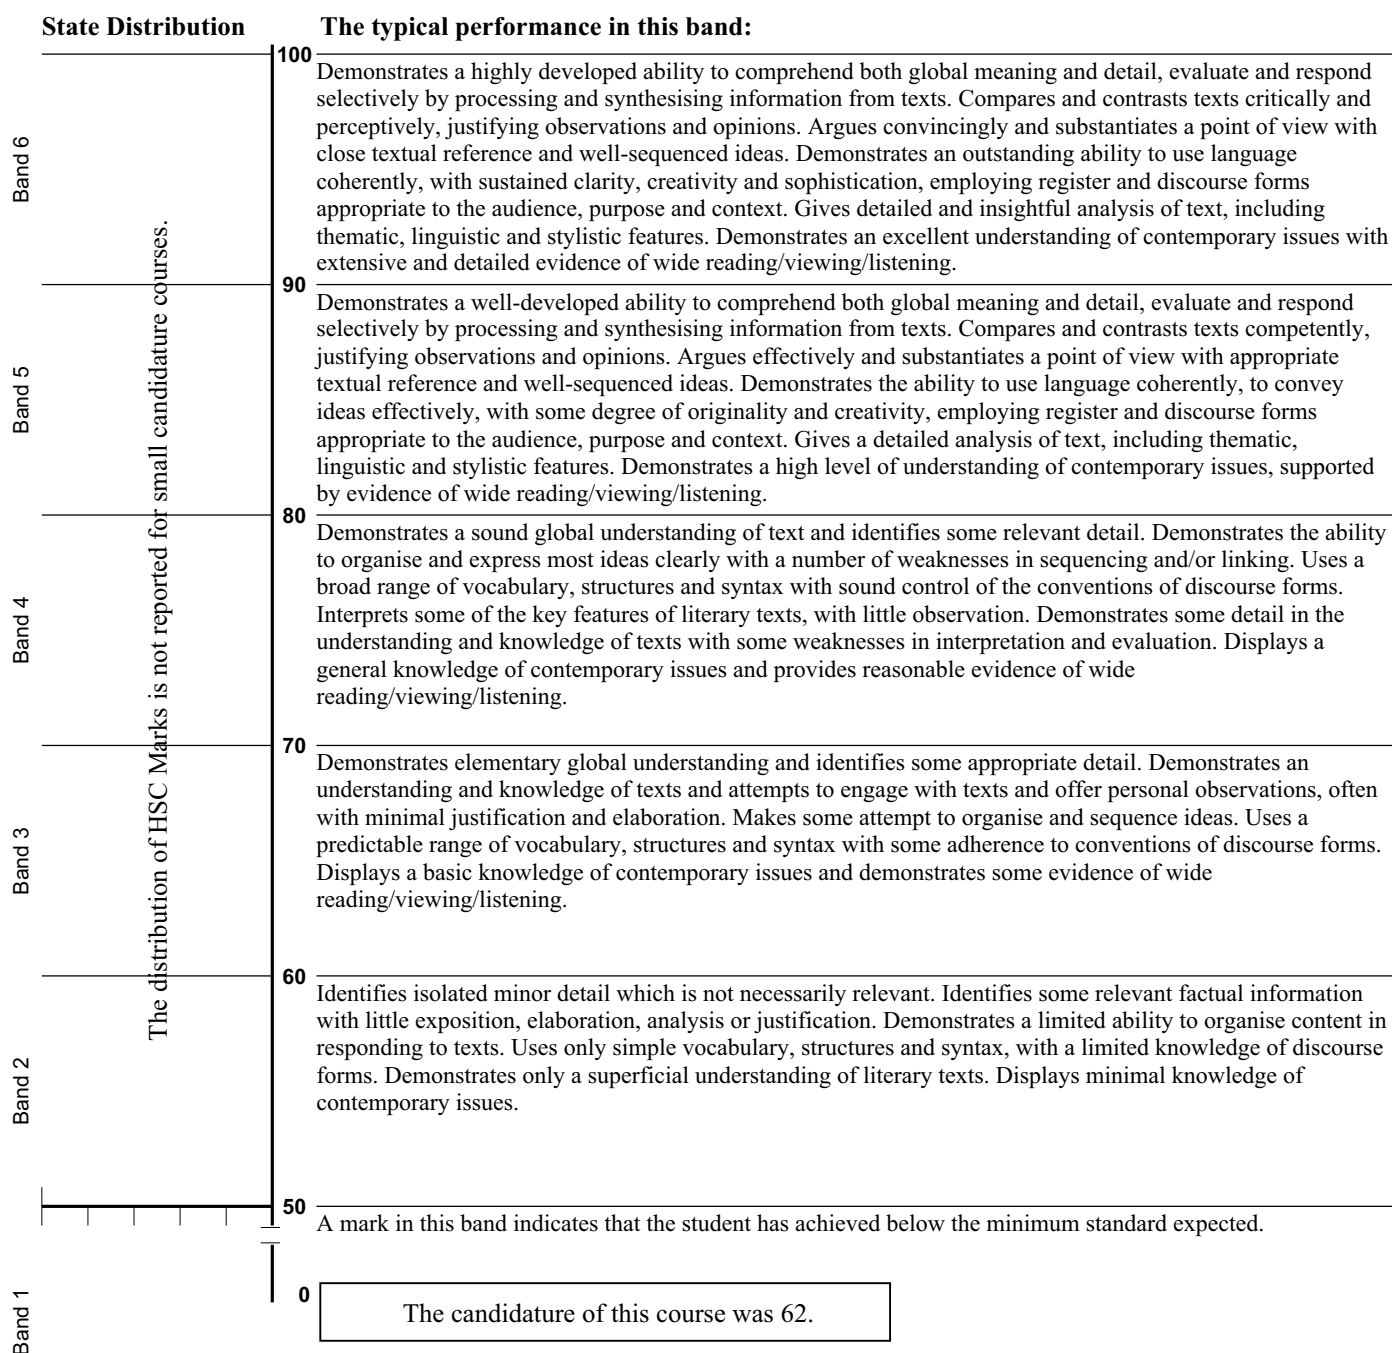 State Distribution
The typical performance in this band:
100
Band 6
Demonstrates a highly developed ability to comprehend both global meaning and detail, evaluate and respond
selectively by processing and synthesising information from texts. Compares and contrasts texts critically and
perceptively, justifying observations and opinions. Argues convincingly and substantiates a point of view with
close textual reference and well-sequenced ideas. Demonstrates an outstanding ability to use language
coherently, with sustained clarity, creativity and sophistication, employing register and discourse forms
appropriate to the audience, purpose and context. Gives detailed and insightful analysis of text, including
thematic, linguistic and stylistic features. Demonstrates an excellent understanding of contemporary issues with
extensive and detailed evidence of wide reading/viewing/listening.
The distribution of HSC Marks is not reported for small candidature courses.
90
Band 5
Demonstrates a well-developed ability to comprehend both global meaning and detail, evaluate and respond
selectively by processing and synthesising information from texts. Compares and contrasts texts competently,
justifying observations and opinions. Argues effectively and substantiates a point of view with appropriate
textual reference and well-sequenced ideas. Demonstrates the ability to use language coherently, to convey
ideas effectively, with some degree of originality and creativity, employing register and discourse forms
appropriate to the audience, purpose and context. Gives a detailed analysis of text, including thematic,
linguistic and stylistic features. Demonstrates a high level of understanding of contemporary issues, supported
by evidence of wide reading/viewing/listening.
80
Band 4
Demonstrates a sound global understanding of text and identifies some relevant detail. Demonstrates the ability
to organise and express most ideas clearly with a number of weaknesses in sequencing and/or linking. Uses a
broad range of vocabulary, structures and syntax with sound control of the conventions of discourse forms.
Interprets some of the key features of literary texts, with little observation. Demonstrates some detail in the
understanding and knowledge of texts with some weaknesses in interpretation and evaluation. Displays a
general knowledge of contemporary issues and provides reasonable evidence of wide
reading/viewing/listening.
70
Band 3
Demonstrates elementary global understanding and identifies some appropriate detail. Demonstrates an
understanding and knowledge of texts and attempts to engage with texts and offer personal observations, often
with minimal justification and elaboration. Makes some attempt to organise and sequence ideas. Uses a
predictable range of vocabulary, structures and syntax with some adherence to conventions of discourse forms.
Displays a basic knowledge of contemporary issues and demonstrates some evidence of wide
reading/viewing/listening.
60
Band 2
Identifies isolated minor detail which is not necessarily relevant. Identifies some relevant factual information
with little exposition, elaboration, analysis or justification. Demonstrates a limited ability to organise content in
responding to texts. Uses only simple vocabulary, structures and syntax, with a limited knowledge of discourse
forms. Demonstrates only a superficial understanding of literary texts. Displays minimal knowledge of
contemporary issues.
50
A mark in this band indicates that the student has achieved below the minimum standard expected.
Band 1
0
The candidature of this course was 62.